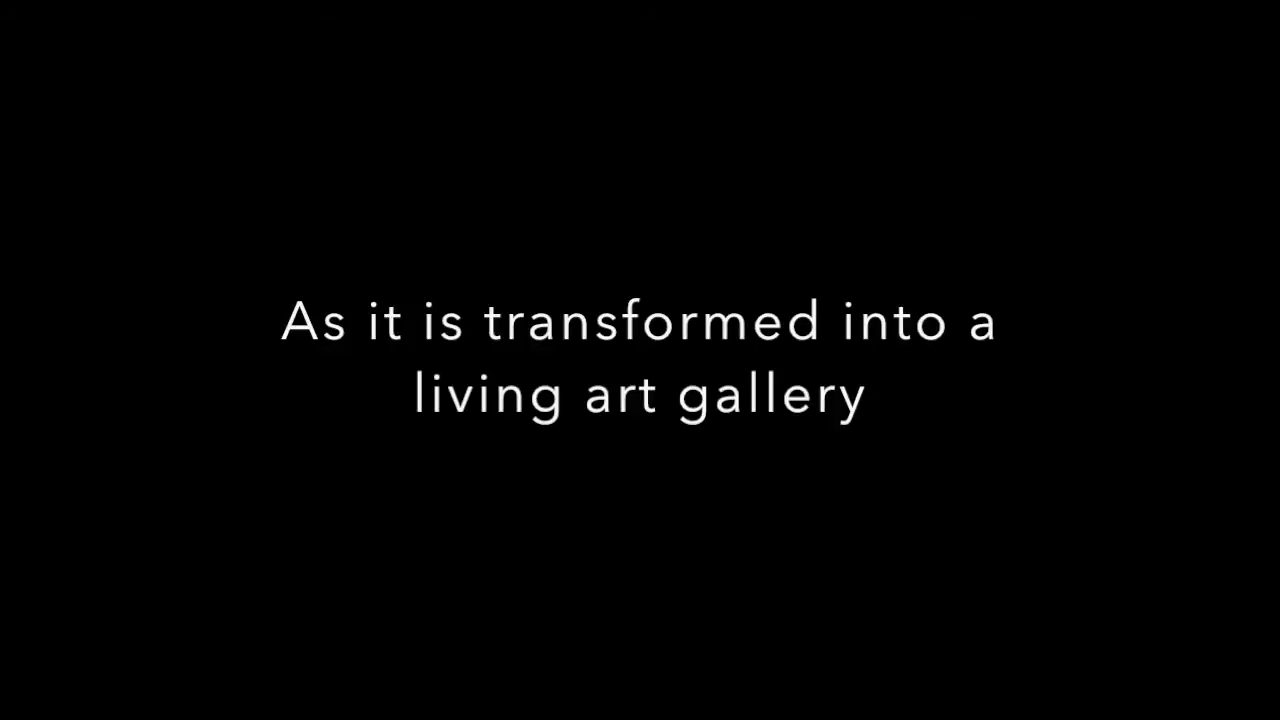 As it is transformed into a
living art gallery